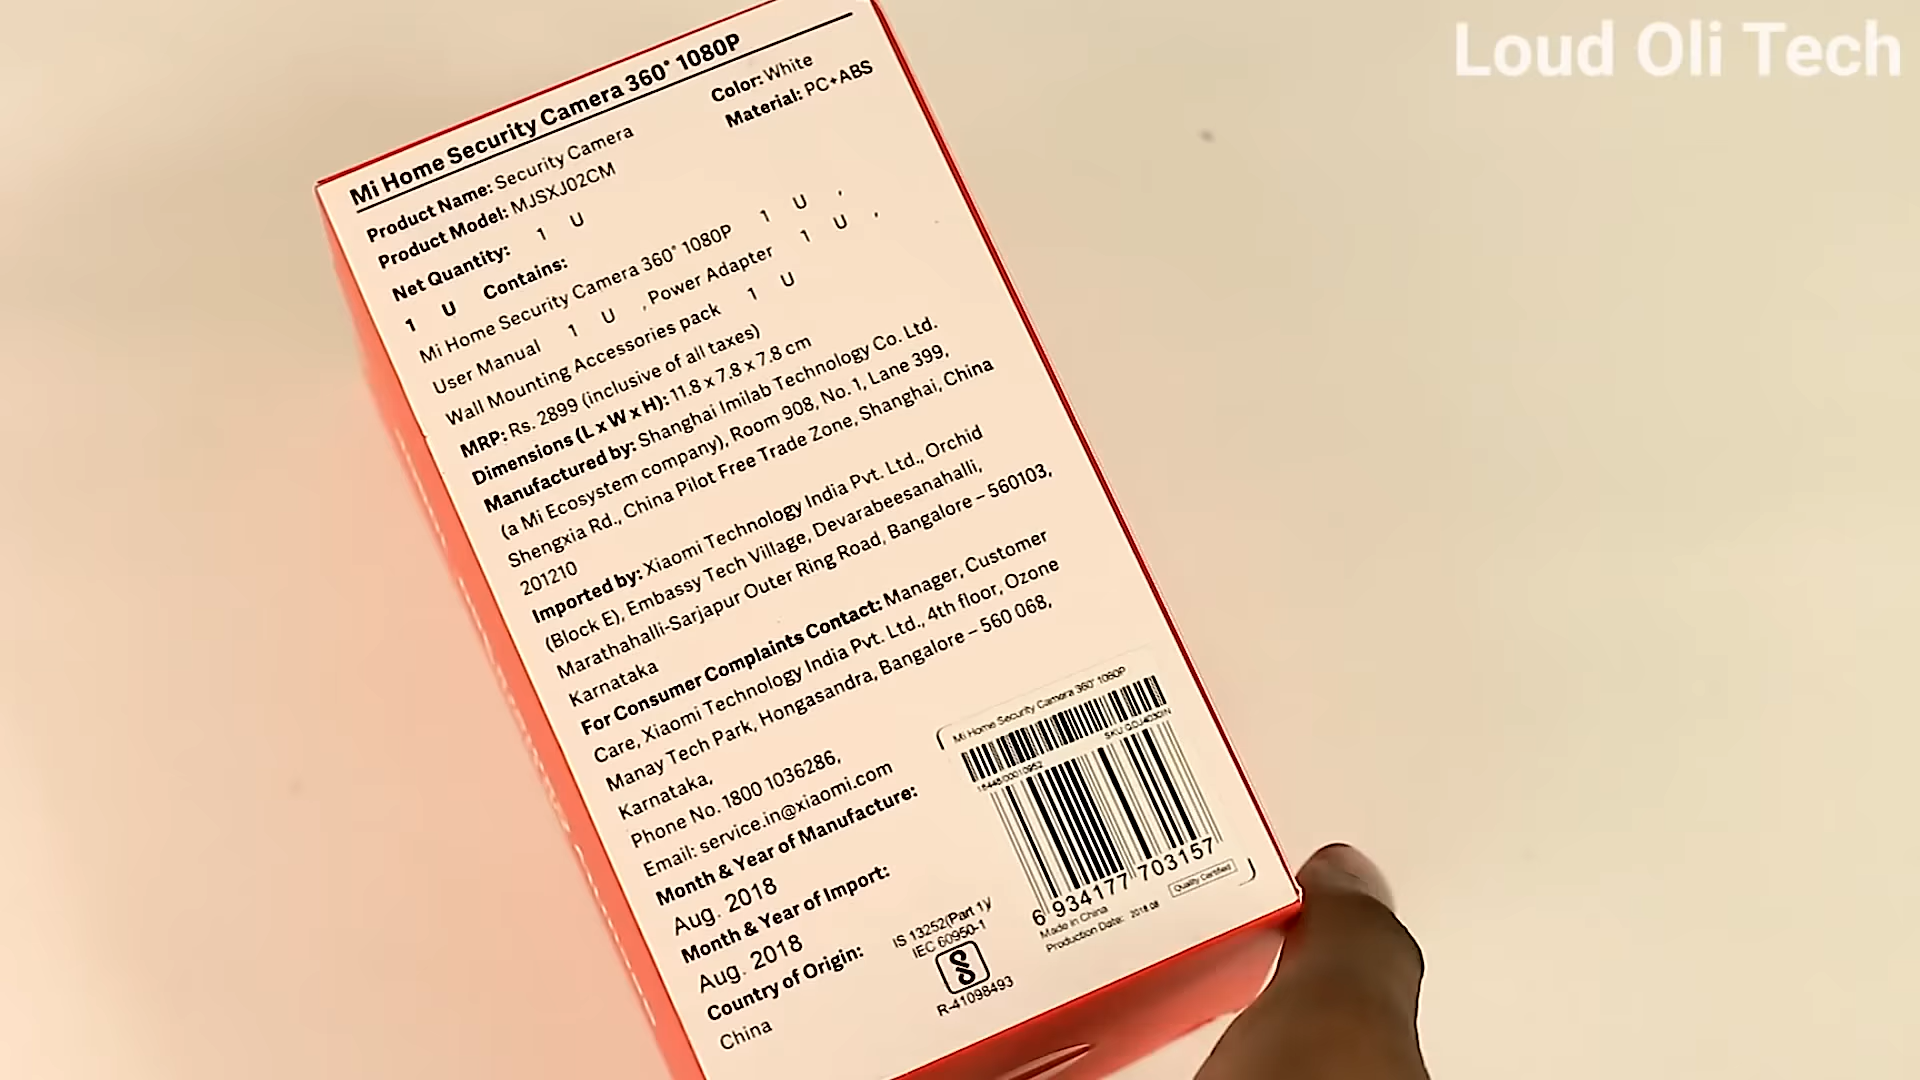 Loud Oli Tech
Mi Home Security Camera 360° 1080P
Product Name: Security Camera
Color: White
Product Model: MJSXJ02CM
Material: PC+ABS
Net Quantity: 1 U
1 U Contains:
Mi Home Security Camera 360° 1080P 1 U ,
User Manual 1 U , Power Adapter 1 U ,
Wall Mounting Accessories pack 1 U
MRP: Rs. 2899 (inclusive of all taxes)
Dimensions (L x W x H): 11.8 x 7.8 x 7.8 cm
Manufactured by: Shanghai Imilab Technology Co. Ltd.
(a Mi Ecosystem company), Room 908, No. 1, Lane 399,
Shengxia Rd., China Pilot Free Trade Zone, Shanghai, China
201210
Imported by: Xiaomi Technology India Pvt. Ltd., Orchid
(Block E), Embassy Tech Village, Devarabeesanahalli,
Marathahalli-Sarjapur Outer Ring Road, Bangalore – 560103,
Karnataka
For Consumer Complaints Contact: Manager, Customer
Care, Xiaomi Technology India Pvt. Ltd., 4th floor, Ozone
Manay Tech Park, Hongasandra, Bangalore – 560 068,
Karnataka,
Phone No. 1800 1036286,
Email: service.in@xiaomi.com
Month & Year of Manufacture:
Aug. 2018
Month & Year of Import:
Aug. 2018
Country of Origin:
China
IS 13252(Part 1)/
IEC 60950-1
R-41098493
Mi Home Security Camera 360° 1080P
6 934177 703157
Made in China
Production Date: 2018.08
Quality Certified